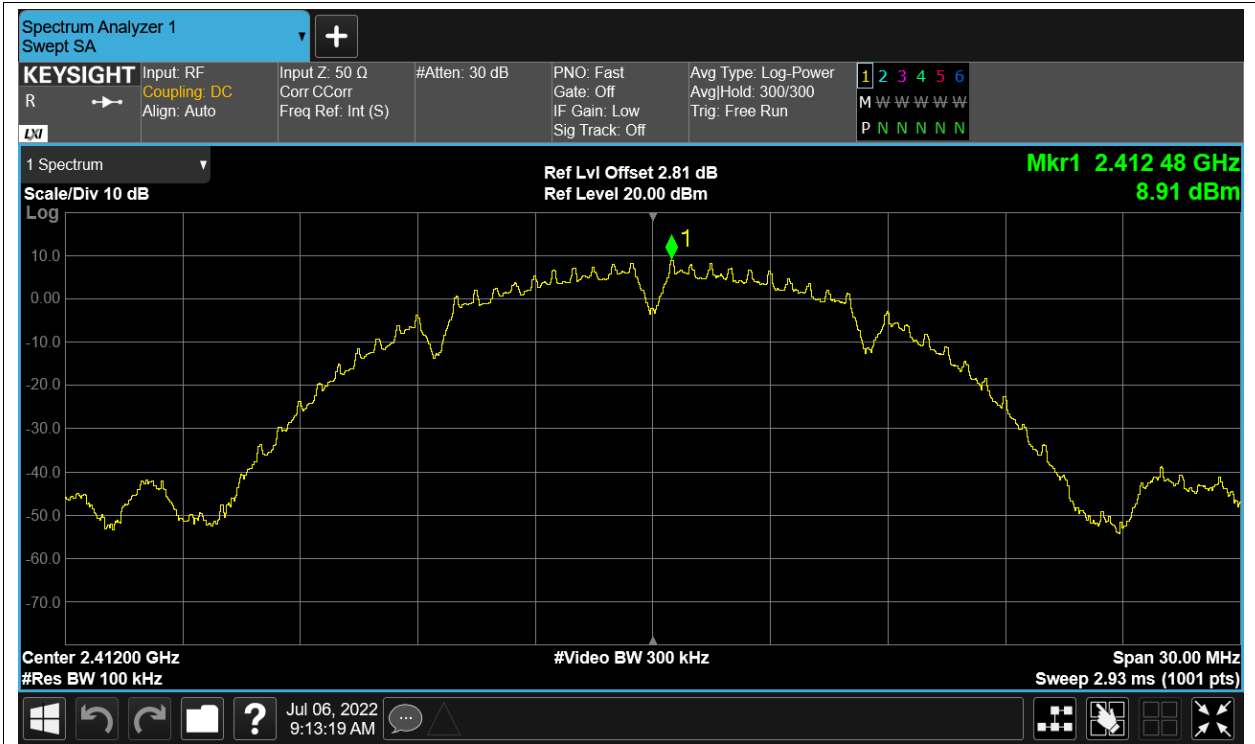 Spectrum Analyzer 1
Swept SA
+
KEYSIGHT
R
LXI
Input: RF
Coupling: DC
Align: Auto
Input Z: 50 Ω
Corr CCorr
Freq Ref: Int (S)
#Atten: 30 dB
PNO: Fast
Gate: Off
IF Gain: Low
Sig Track: Off
Avg Type: Log-Power
Avg|Hold: 300/300
Trig: Free Run
1 2 3 4 5 6
M W W W W W
P N N N N N
1 Spectrum
Scale/Div 10 dB
Log
Ref Lvl Offset 2.81 dB
Ref Level 20.00 dBm
Mkr1 2.412 48 GHz
8.91 dBm
1
10.0
0.00
-10.0
-20.0
-30.0
-40.0
-50.0
-60.0
-70.0
Center 2.41200 GHz
#Res BW 100 kHz
#Video BW 300 kHz
Span 30.00 MHz
Sweep 2.93 ms (1001 pts)
?
Jul 06, 2022
9:13:19 AM